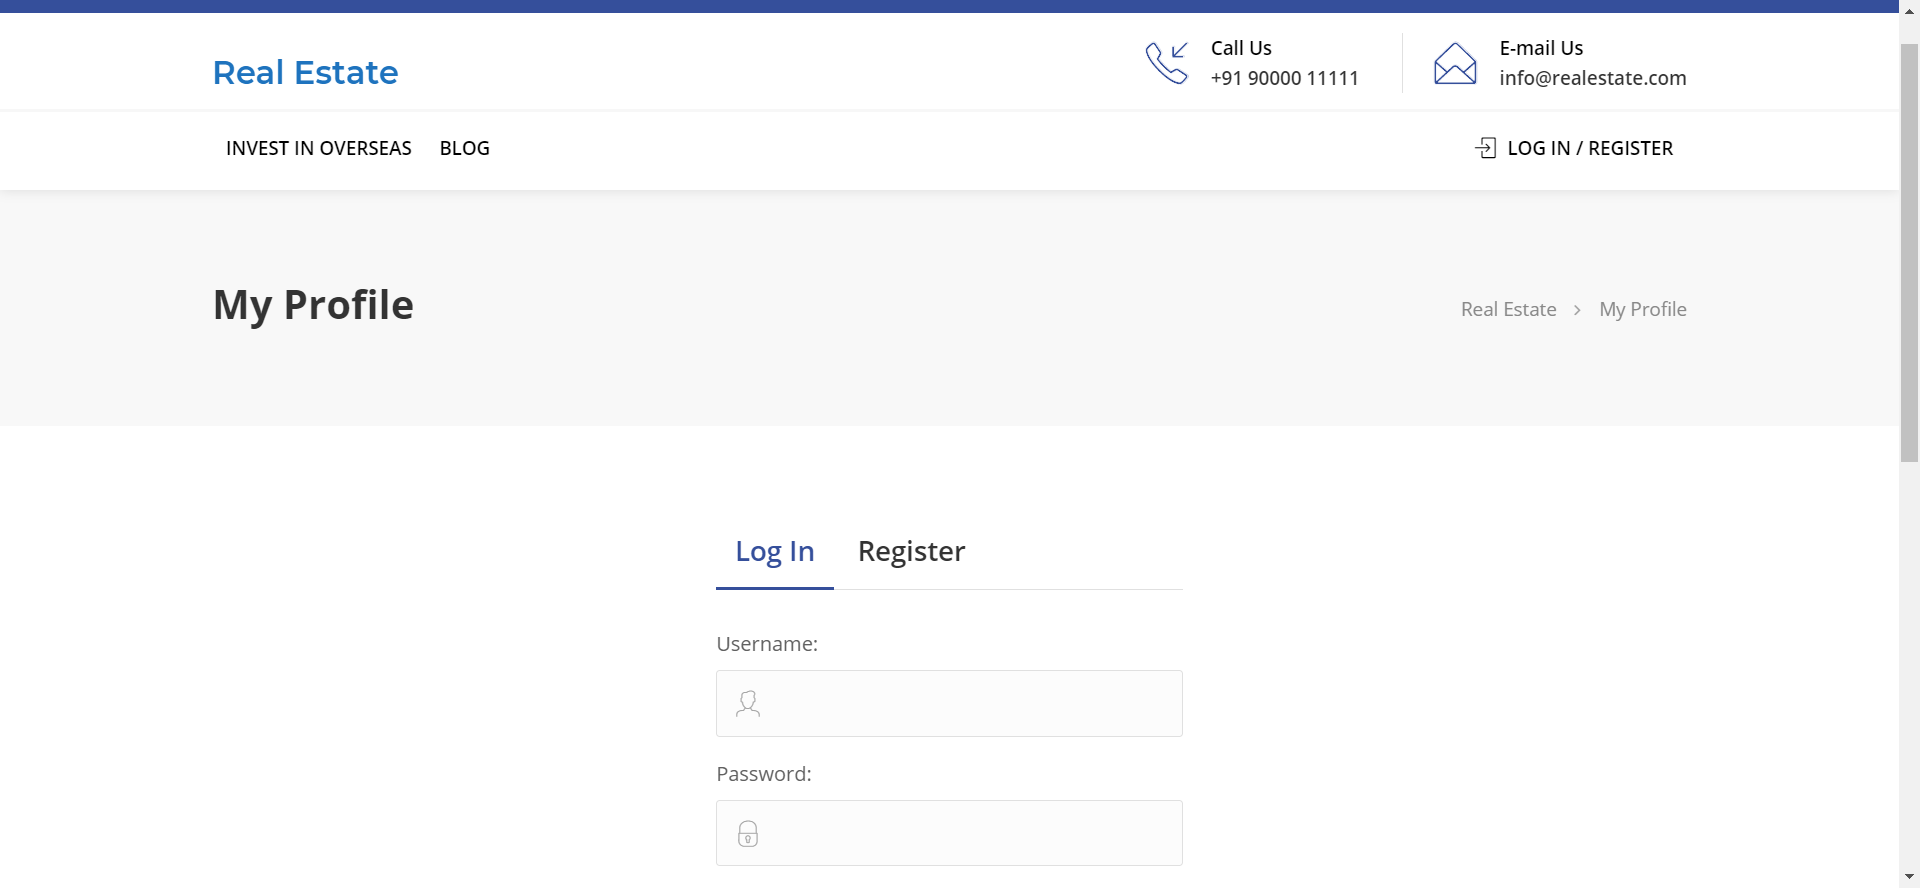 Real Estate
Call Us
+91 90000 11111
E-mail Us
info@realestate.com
INVEST IN OVERSEAS
BLOG
LOG IN / REGISTER
My Profile
Real Estate > My Profile
Log In
Register
Username:
Password: